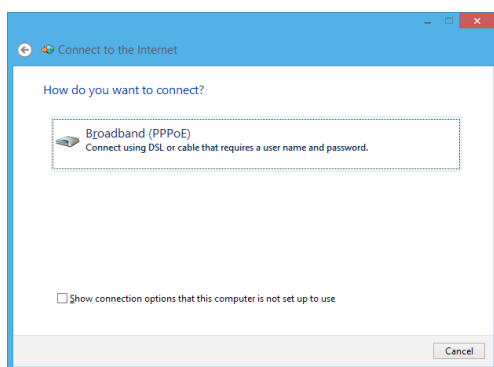 Connect to the Internet
How do you want to connect?
Broadband (PPPoE)
Connect using DSL or cable that requires a user name and password.
Show connection options that this computer is not set up to use
Cancel